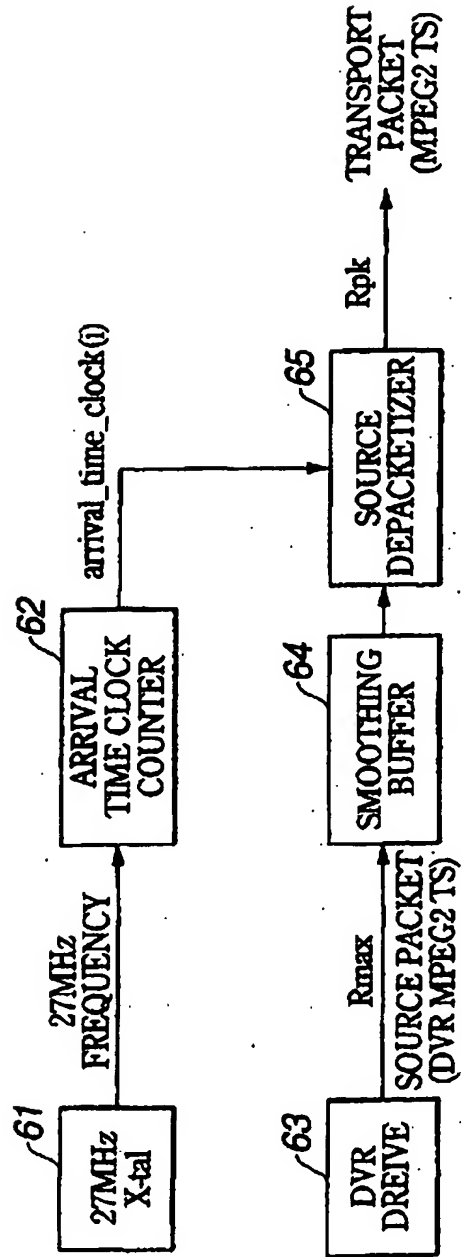 61
27MHz
X-tal
27MHz
FREQUENCY
62
ARRIVAL
TIME CLOCK
COUNTER
arrival_time_clock(i)
63
DVR
DREIVE
Rmax
SOURCE PACKET
(DVR MPEG2 TS)
64
SMOOTHING
BUFFER
65
SOURCE
DEPACKETIZER
Rpk
TRANSPORT
PACKET
(MPEG2 TS)